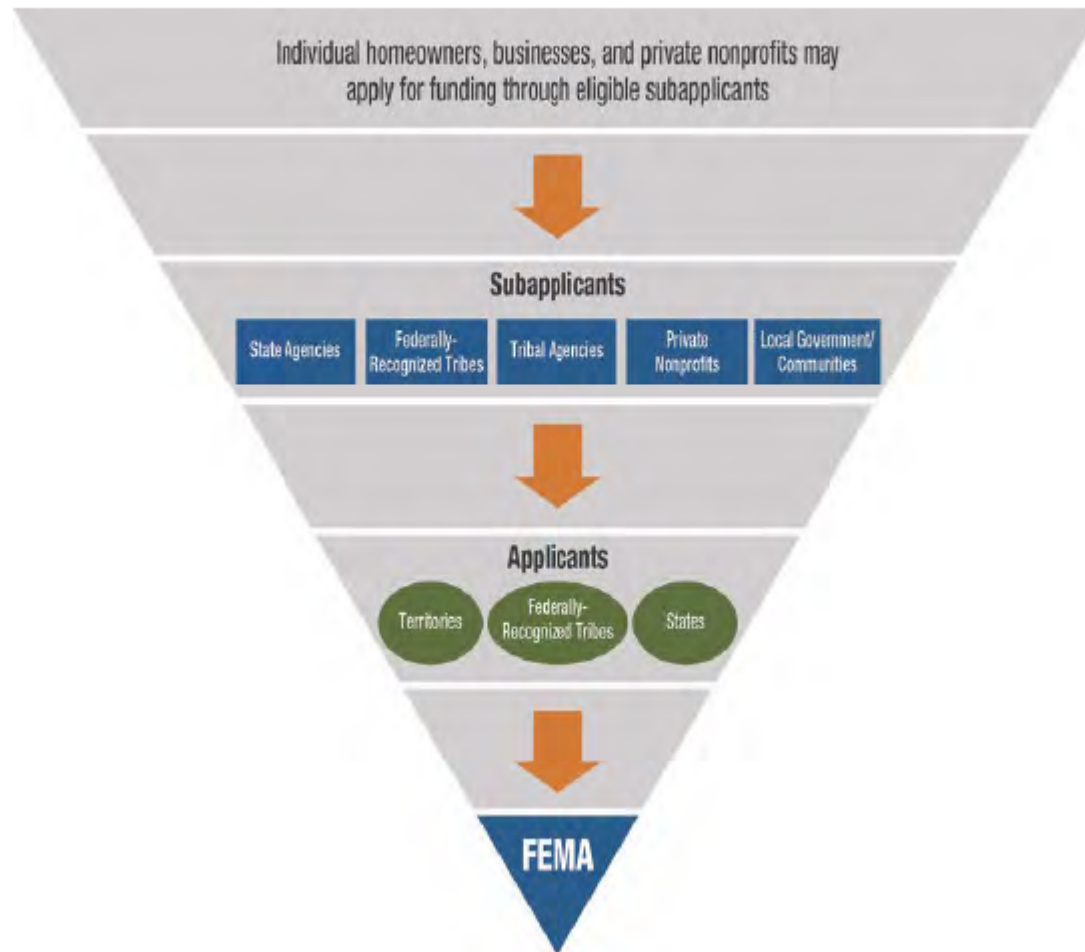 Individual homeowners, businesses, and private nonprofits may
apply for funding through eligible subapplicants
Subapplicants
State Agencies
Federally-
Recognized Tribes
Tribal Agencies
Private
Nonprofits
Local Government/
Communities
Applicants
Territories
Federally-
Recognized Tribes
States
FEMA